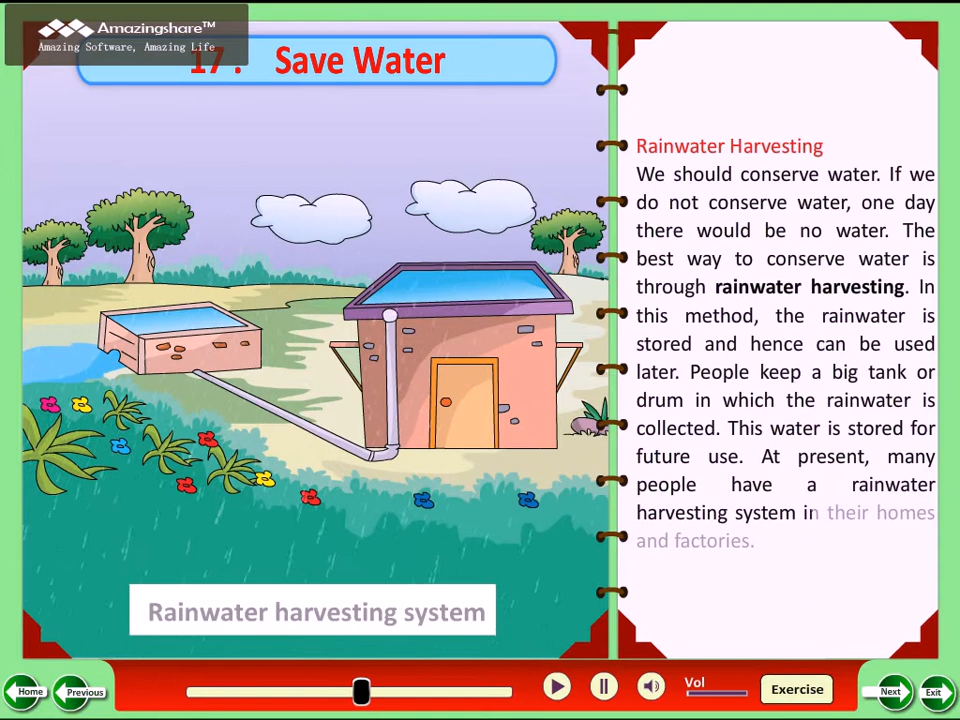 Amazingshare™
Amazing Software, Amazing Life
17. Save Water
Rainwater Harvesting
We should conserve water. If we
do not conserve water, one day
there would be no water. The
best way to conserve water is
through rainwater harvesting. In
this method, the rainwater is
stored and hence can be used
later. People keep a big tank or
drum in which the rainwater is
collected. This water is stored for
future use. At present, many
people have a rainwater
harvesting system in their homes
and factories.
Rainwater harvesting system
Home
Previous
Vol
Exercise
Next
Exit